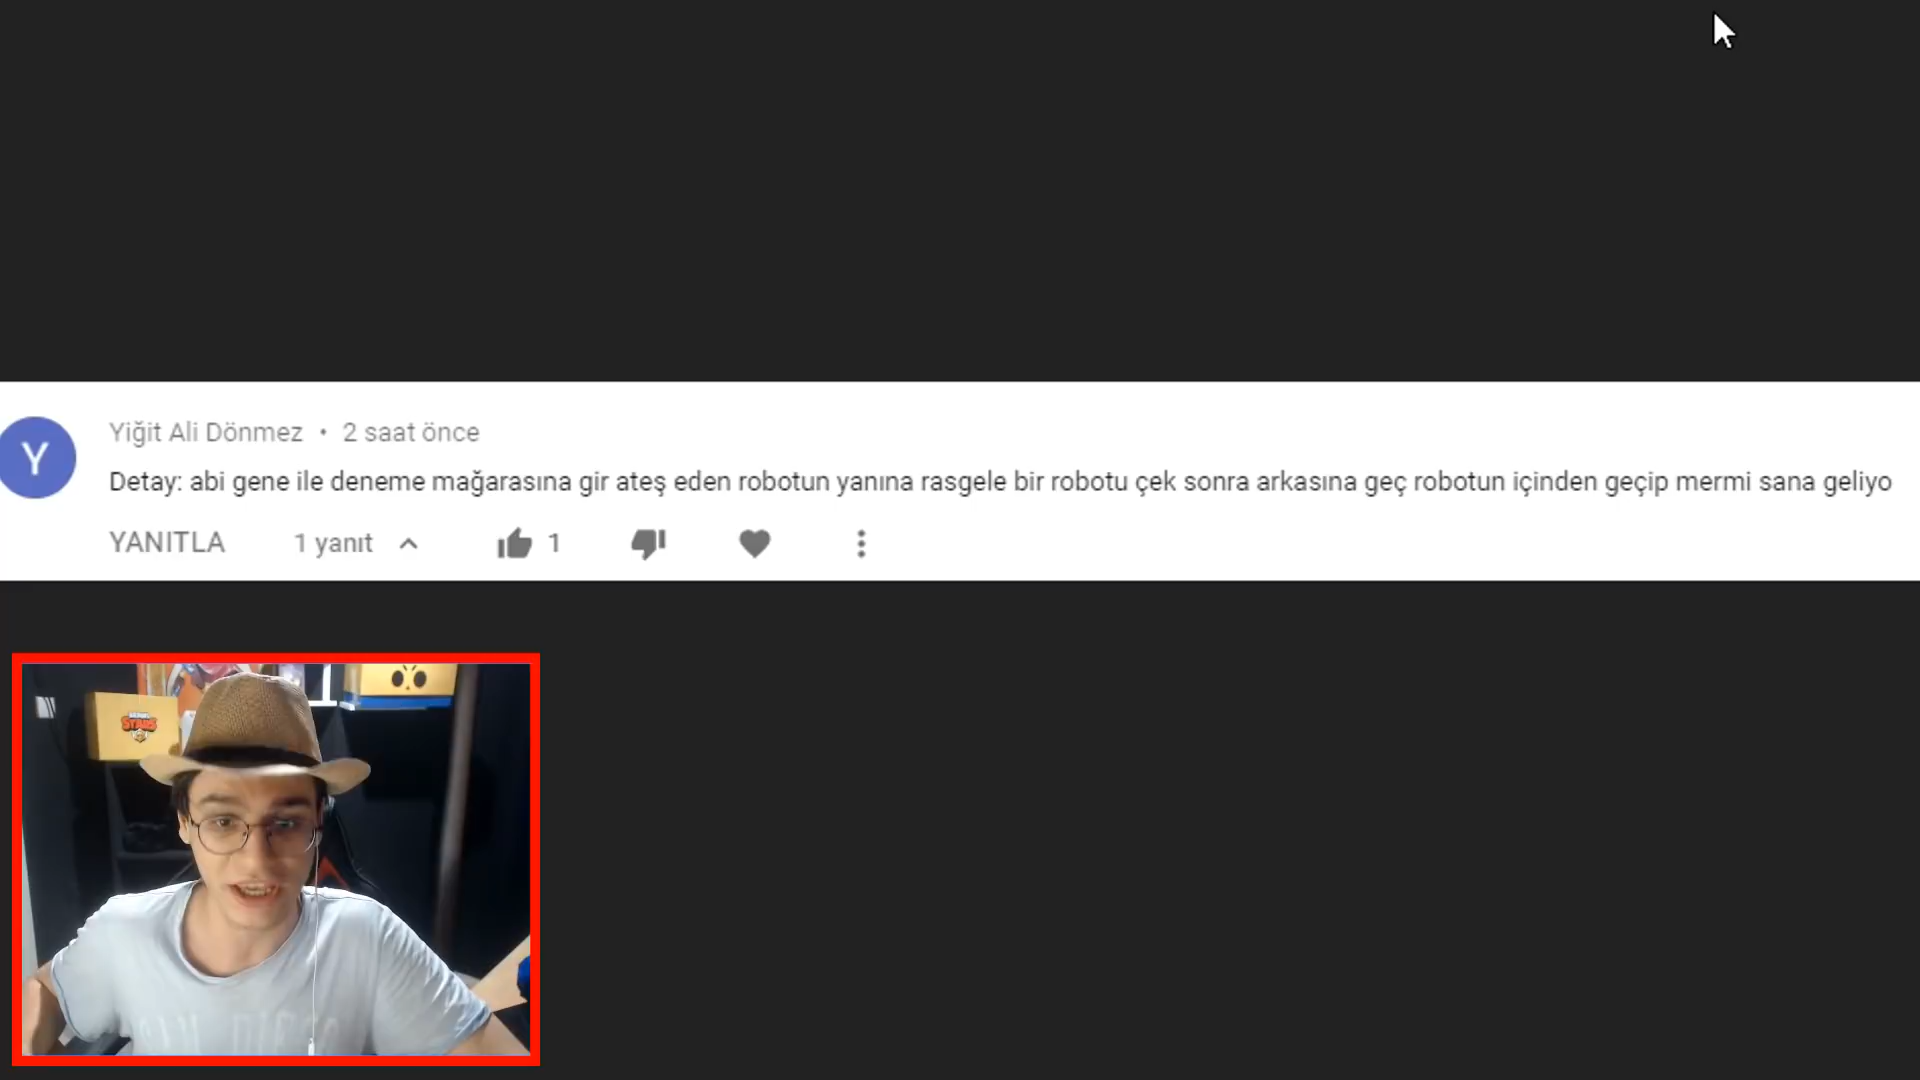 Yiğit Ali Dönmez • 2 saat önce
Y
Detay: abi gene ile deneme mağarasına gir ateş eden robotun yanına rasgele bir robotu çek sonra arkasına geç robotun içinden geçip mermi sana geliyo
YANITLA 1 yanıt 1
STARS